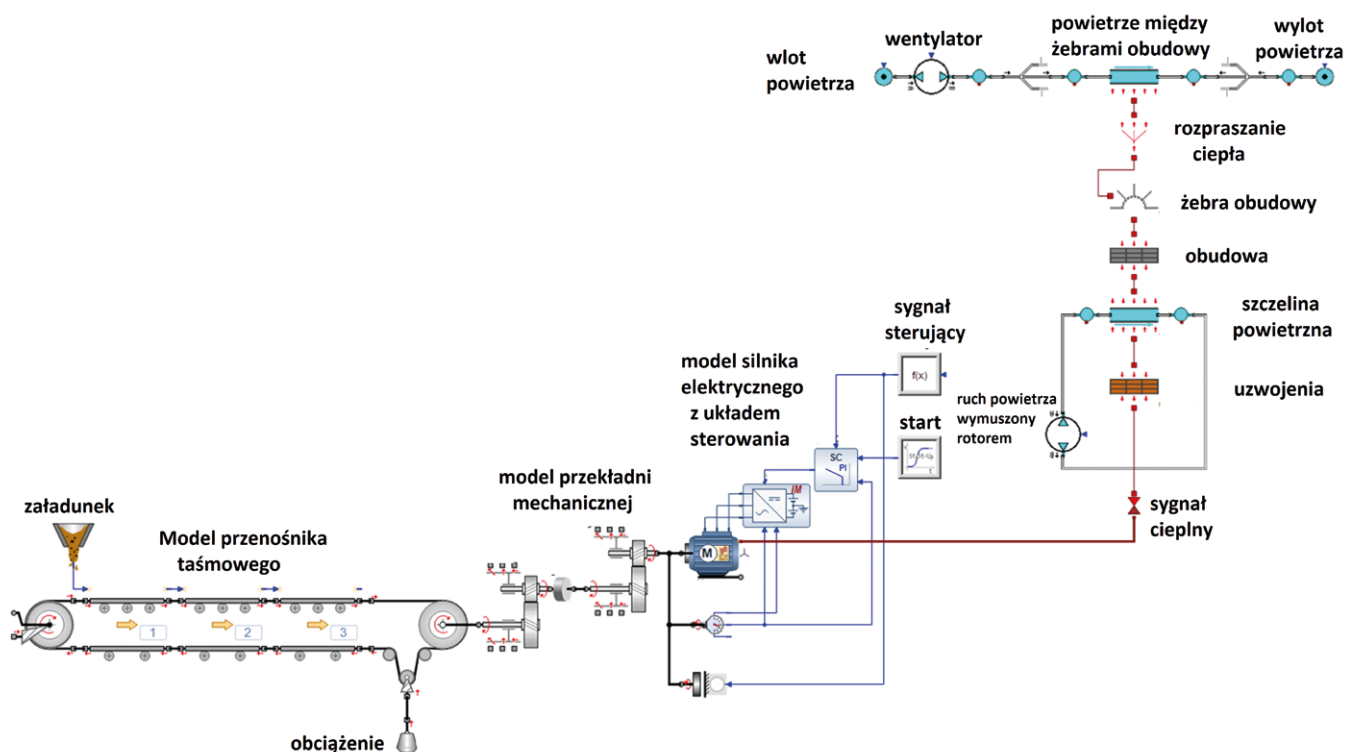 powietrze między
żebrami obudowy
wentylator
wylot
powietrza
wlot
powietrza
rozpraszanie
ciepła
żebra obudowy
obudowa
szczelina
powietrzna
sygnał
sterujący
f(x)
model silnika
elektrycznego
z układem
sterowania
uzwojenia
ruch powietrza
wymuszony
rotorem
start
SC
PI
IM
M
model przekładni
mechanicznej
sygnał
cieplny
załadunek
Model przenośnika
taśmowego
1
2
3
obciążenie